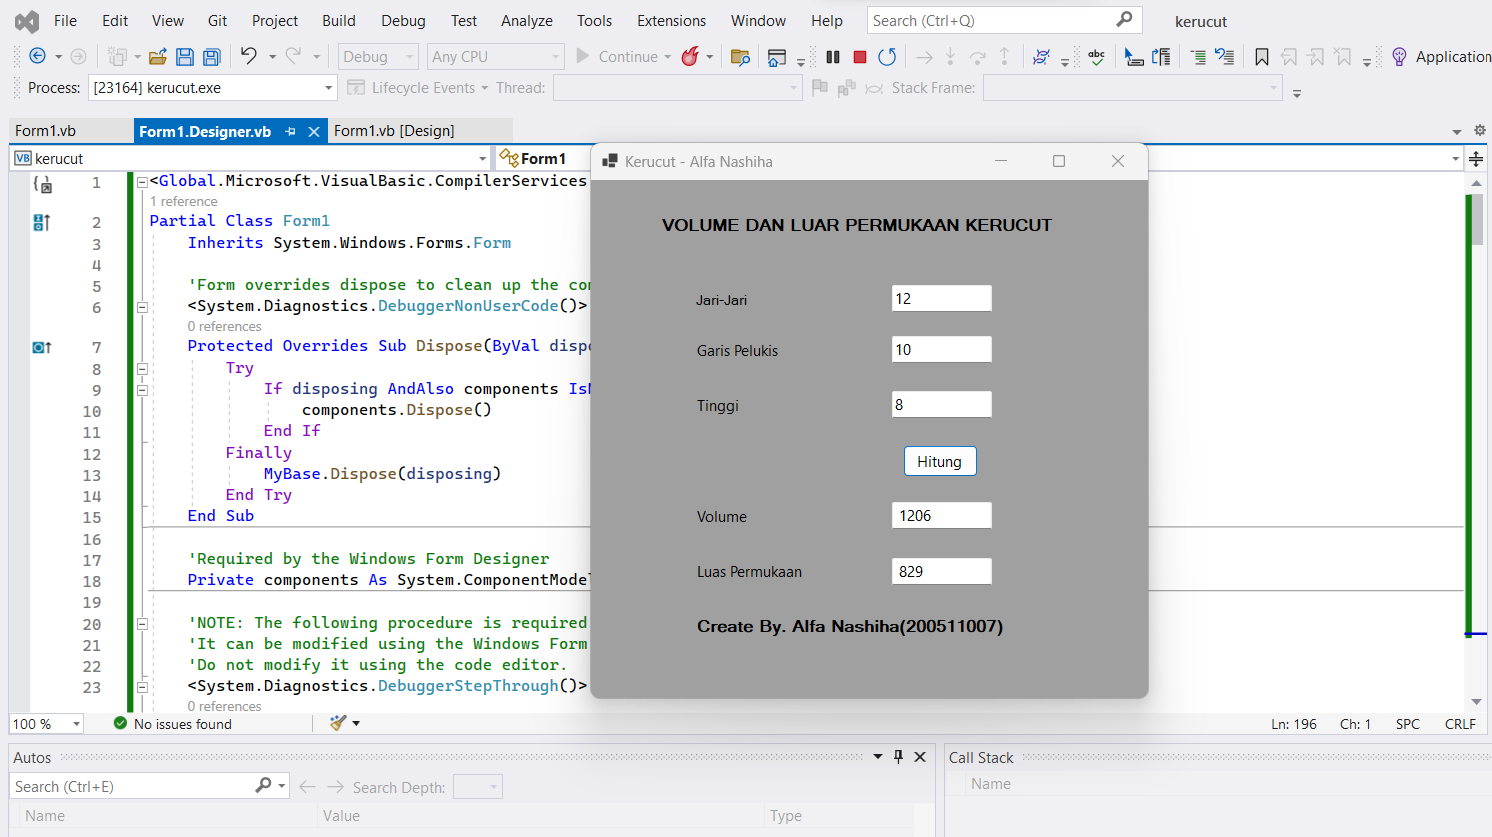 File Edit View Git Project Build Debug Test Analyze Tools Extensions Window Help Search (Ctrl+Q) kerucut
Debug Any CPU Continue abc Application
Process: [23164] kerucut.exe Lifecycle Events Thread: Stack Frame:
Form1.vb Form1.Designer.vb Form1.vb [Design]
VB kerucut Form1
1 <Global.Microsoft.VisualBasic.CompilerServices
1 reference
2 Partial Class Form1
3 Inherits System.Windows.Forms.Form
4
5 'Form overrides dispose to clean up the
6 <System.Diagnostics.DebuggerNonUserCode()>
0 references
7 Protected Overrides Sub Dispose(ByVal
8 Try
9 If disposing AndAlso components
10 components.Dispose()
11 End If
12 Finally
13 MyBase.Dispose(disposing)
14 End Try
15 End Sub
16
17 'Required by the Windows Form Designer
18 Private components As System.ComponentModel
19
20 'NOTE: The following procedure is required
21 'It can be modified using the Windows Form
22 'Do not modify it using the code editor.
23 <System.Diagnostics.DebuggerStepThrough()>
0 references
Kerucut - Alfa Nashiha
VOLUME DAN LUAR PERMUKAAN KERUCUT
Jari-Jari 12
Garis Pelukis 10
Tinggi 8
Hitung
Volume 1206
Luas Permukaan 829
Create By. Alfa Nashiha(200511007)
100 % No issues found Ln: 196 Ch: 1 SPC CRLF
Autos
Search (Ctrl+E) Search Depth:
Name Value Type
Call Stack
Name